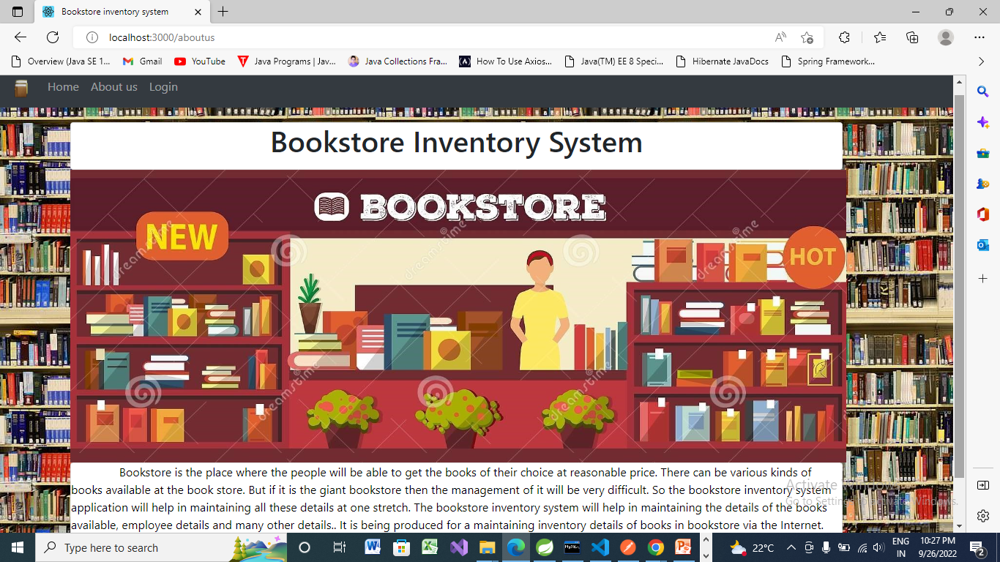 Bookstore inventory system
localhost:3000/aboutus
Overview (Java SE 1...
Gmail
YouTube
Java Programs | Jav...
Java Collections Fra...
How To Use Axios...
Java(TM) EE 8 Speci...
Hibernate JavaDocs
Spring Framework...
Home
About us
Login
Bookstore Inventory System
BOOKSTORE
NEW
HOT
dreamstime
dreamstime
dreamstime
dreamstime
dreamstime
Bookstore is the place where the people will be able to get the books of their choice at reasonable price. There can be various kinds of
books available at the book store. But if it is the giant bookstore then the management of it will be very difficult. So the bookstore inventory system
application will help in maintaining all these details at one stretch. The bookstore inventory system will help in maintaining the details of the books
available, employee details and many other details.. It is being produced for a maintaining inventory details of books in bookstore via the Internet.
Activate Windows
Go to Settings to activate Windows.
Type here to search
MySQL
22°C
ENG
IN
10:27 PM
9/26/2022
2